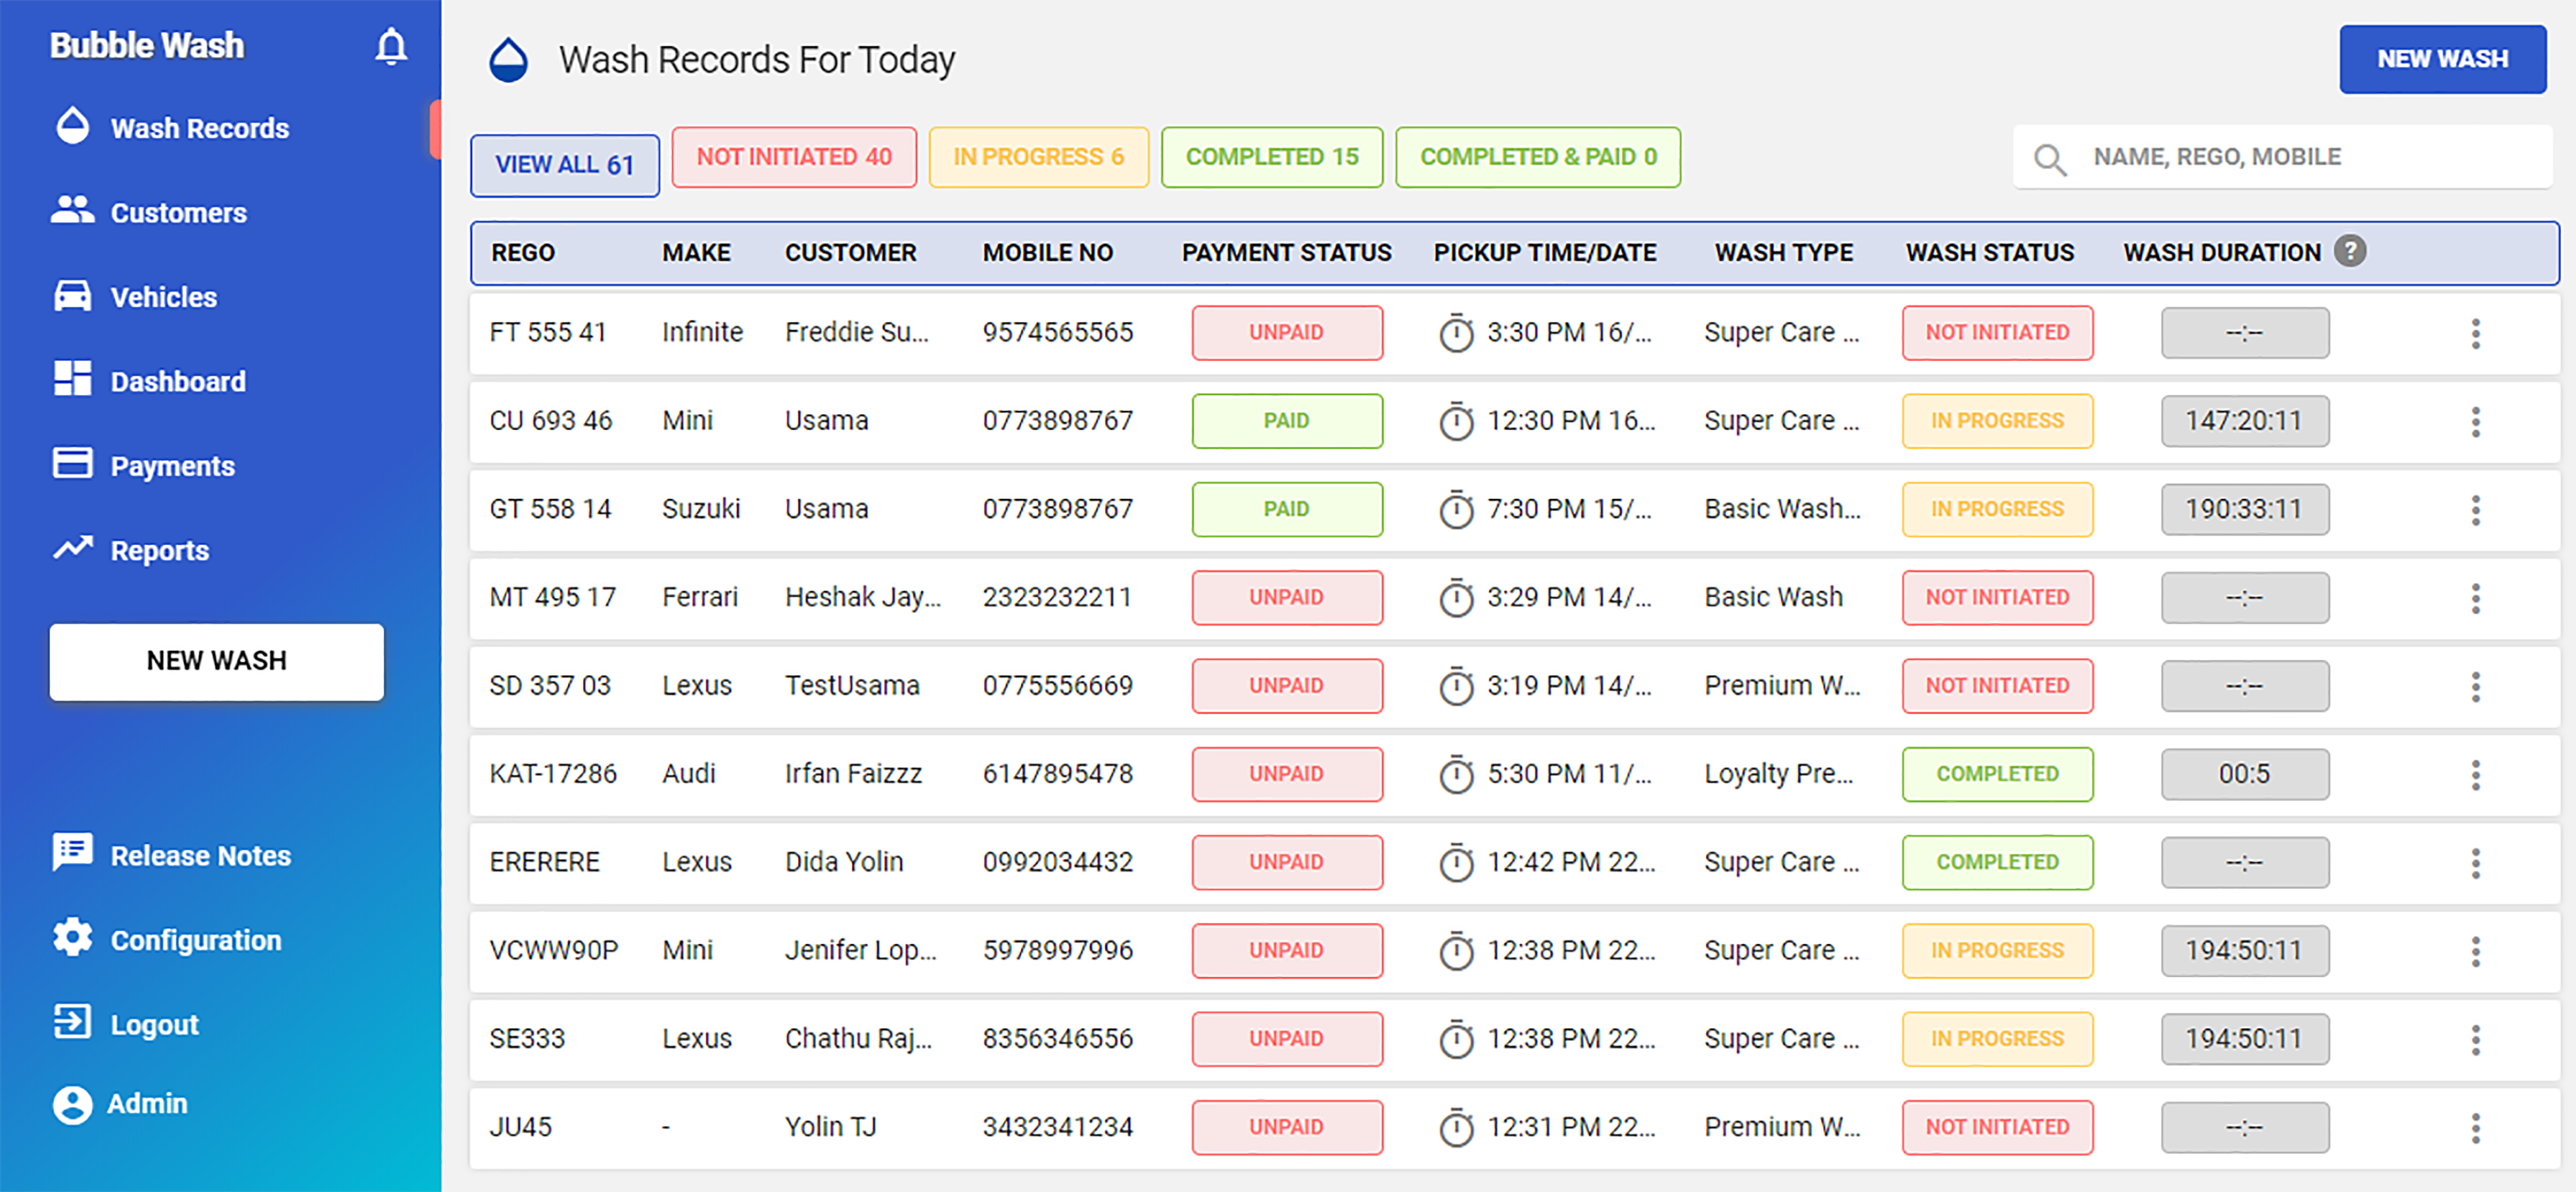 Bubble Wash
Wash Records
Customers
Vehicles
Dashboard
Payments
Reports
NEW WASH
Release Notes
Configuration
Logout
Admin
Wash Records For Today
NEW WASH
VIEW ALL 61 NOT INITIATED 40 IN PROGRESS 6 COMPLETED 15 COMPLETED & PAID 0 NAME, REGO, MOBILE
REGO MAKE CUSTOMER MOBILE NO PAYMENT STATUS PICKUP TIME/DATE WASH TYPE WASH STATUS WASH DURATION ?
FT 555 41 Infinite Freddie Su... 9574565565 UNPAID 3:30 PM 16/... Super Care ... NOT INITIATED --:--
CU 693 46 Mini Usama 0773898767 PAID 12:30 PM 16... Super Care ... IN PROGRESS 147:20:11
GT 558 14 Suzuki Usama 0773898767 PAID 7:30 PM 15/... Basic Wash... IN PROGRESS 190:33:11
MT 495 17 Ferrari Heshak Jay... 2323232211 UNPAID 3:29 PM 14/... Basic Wash NOT INITIATED --:--
SD 357 03 Lexus TestUsama 0775556669 UNPAID 3:19 PM 14/... Premium W... NOT INITIATED --:--
KAT-17286 Audi Irfan Faizzz 6147895478 UNPAID 5:30 PM 11/... Loyalty Pre... COMPLETED 00:5
ERERERE Lexus Dida Yolin 0992034432 UNPAID 12:42 PM 22... Super Care ... COMPLETED --:--
VCWW90P Mini Jenifer Lop... 5978997996 UNPAID 12:38 PM 22... Super Care ... IN PROGRESS 194:50:11
SE333 Lexus Chathu Raj... 8356346556 UNPAID 12:38 PM 22... Super Care ... IN PROGRESS 194:50:11
JU45 - Yolin TJ 3432341234 UNPAID 12:31 PM 22... Premium W... NOT INITIATED --:--